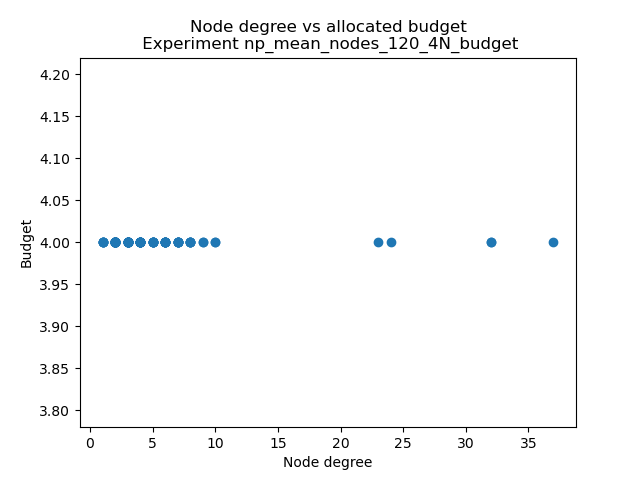 Node degree vs allocated budget
Experiment np_mean_nodes_120_4N_budget
4.20
4.15
4.10
4.05
4.00
3.95
3.90
3.85
3.80
Budget
0 5 10 15 20 25 30 35
Node degree